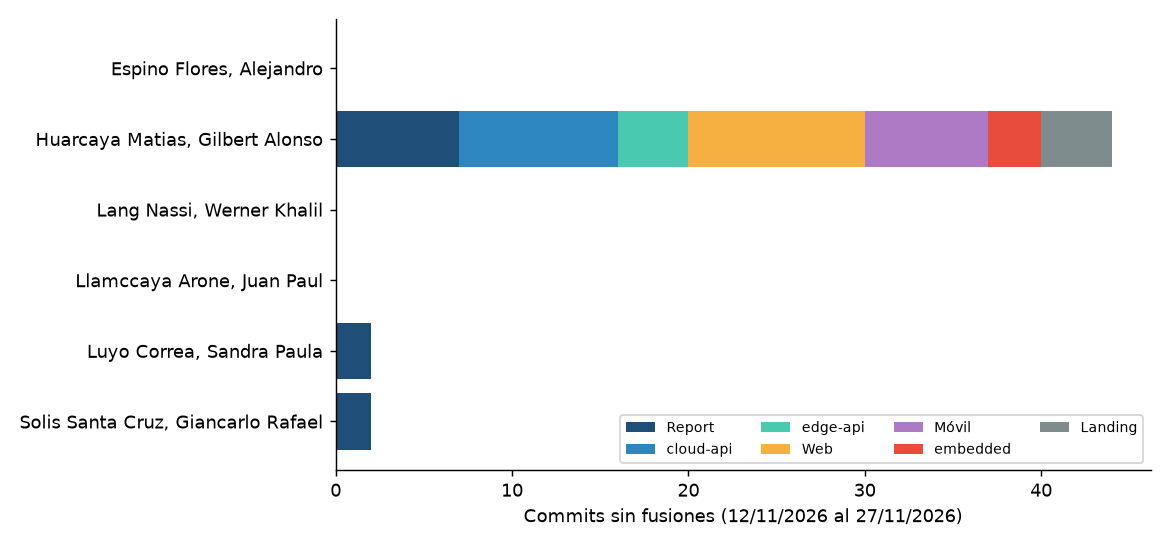 Espino Flores, Alejandro
Huarcaya Matias, Gilbert Alonso
Lang Nassi, Werner Khalil
Llamccaya Arone, Juan Paul
Luyo Correa, Sandra Paula
Solis Santa Cruz, Giancarlo Rafael
Report edge-api Móvil Landing
cloud-api Web embedded
0 10 20 30 40
Commits sin fusiones (12/11/2026 al 27/11/2026)